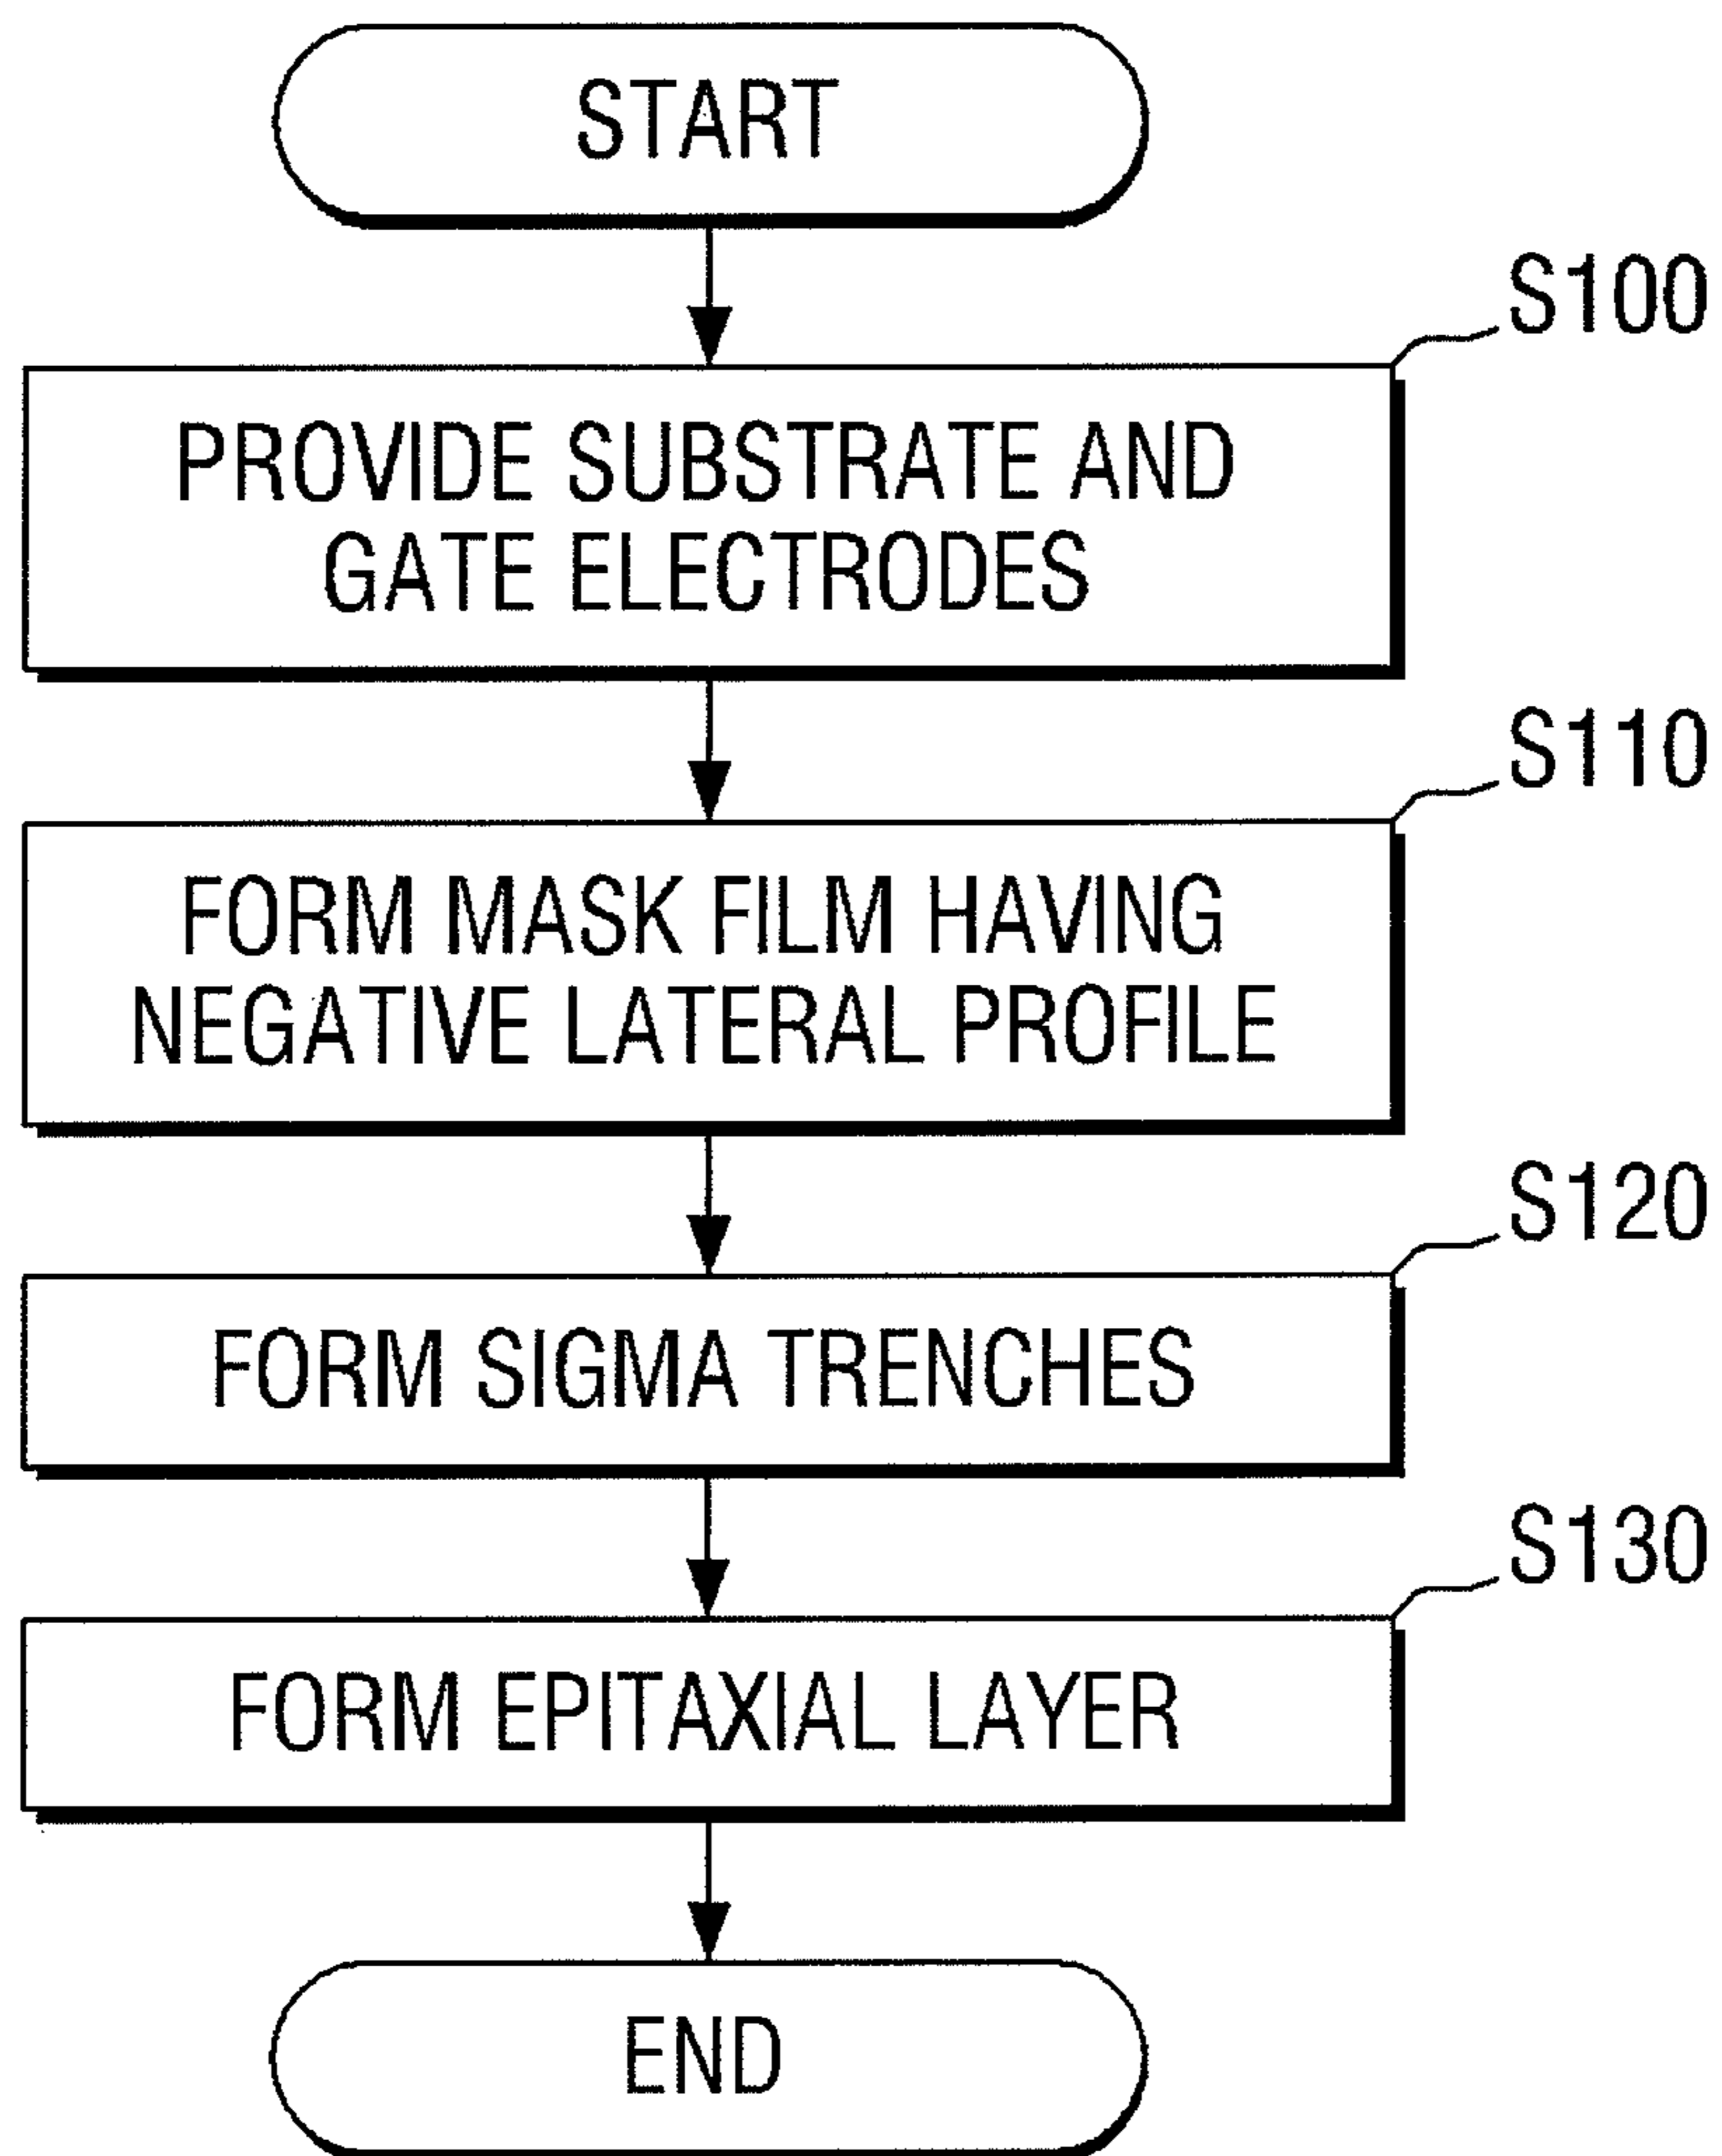 START
S100
PROVIDE SUBSTRATE AND
GATE ELECTRODES
S110
FORM MASK FILM HAVING
NEGATIVE LATERAL PROFILE
S120
FORM SIGMA TRENCHES
S130
FORM EPITAXIAL LAYER
END